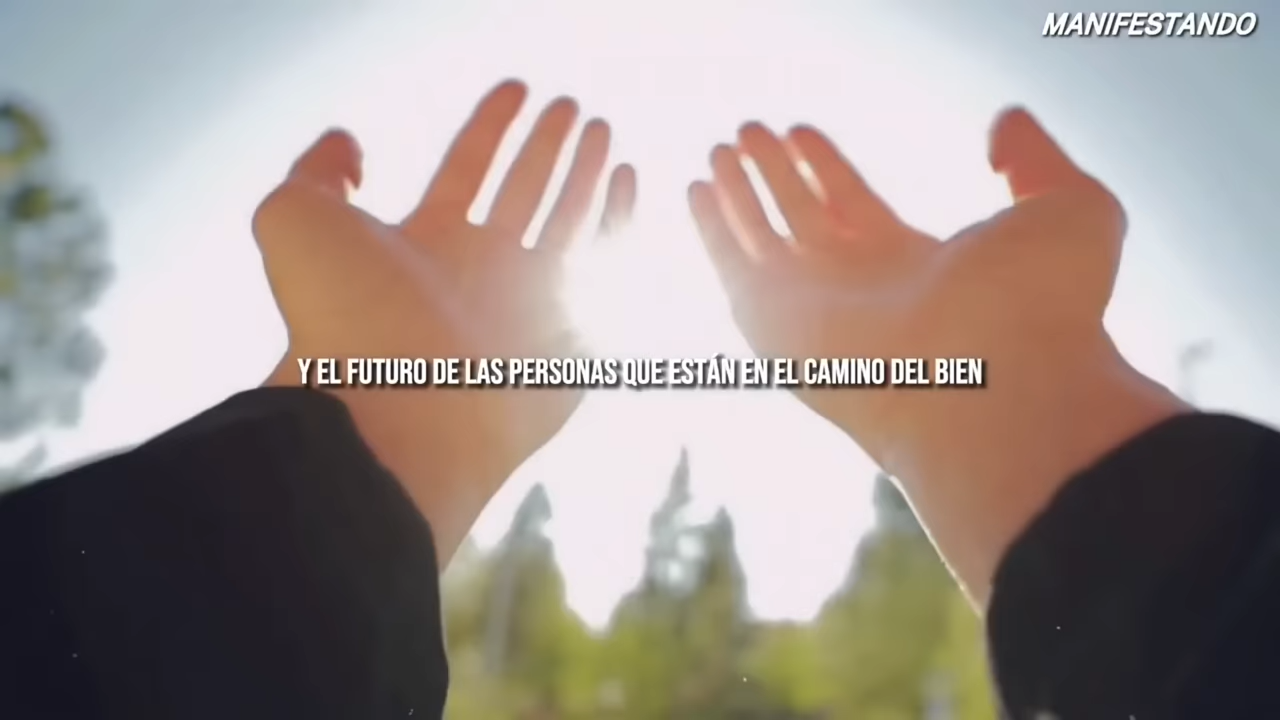 MANIFESTANDO
Y EL FUTURO DE LAS PERSONAS QUE ESTÁN EN EL CAMINO DEL BIEN